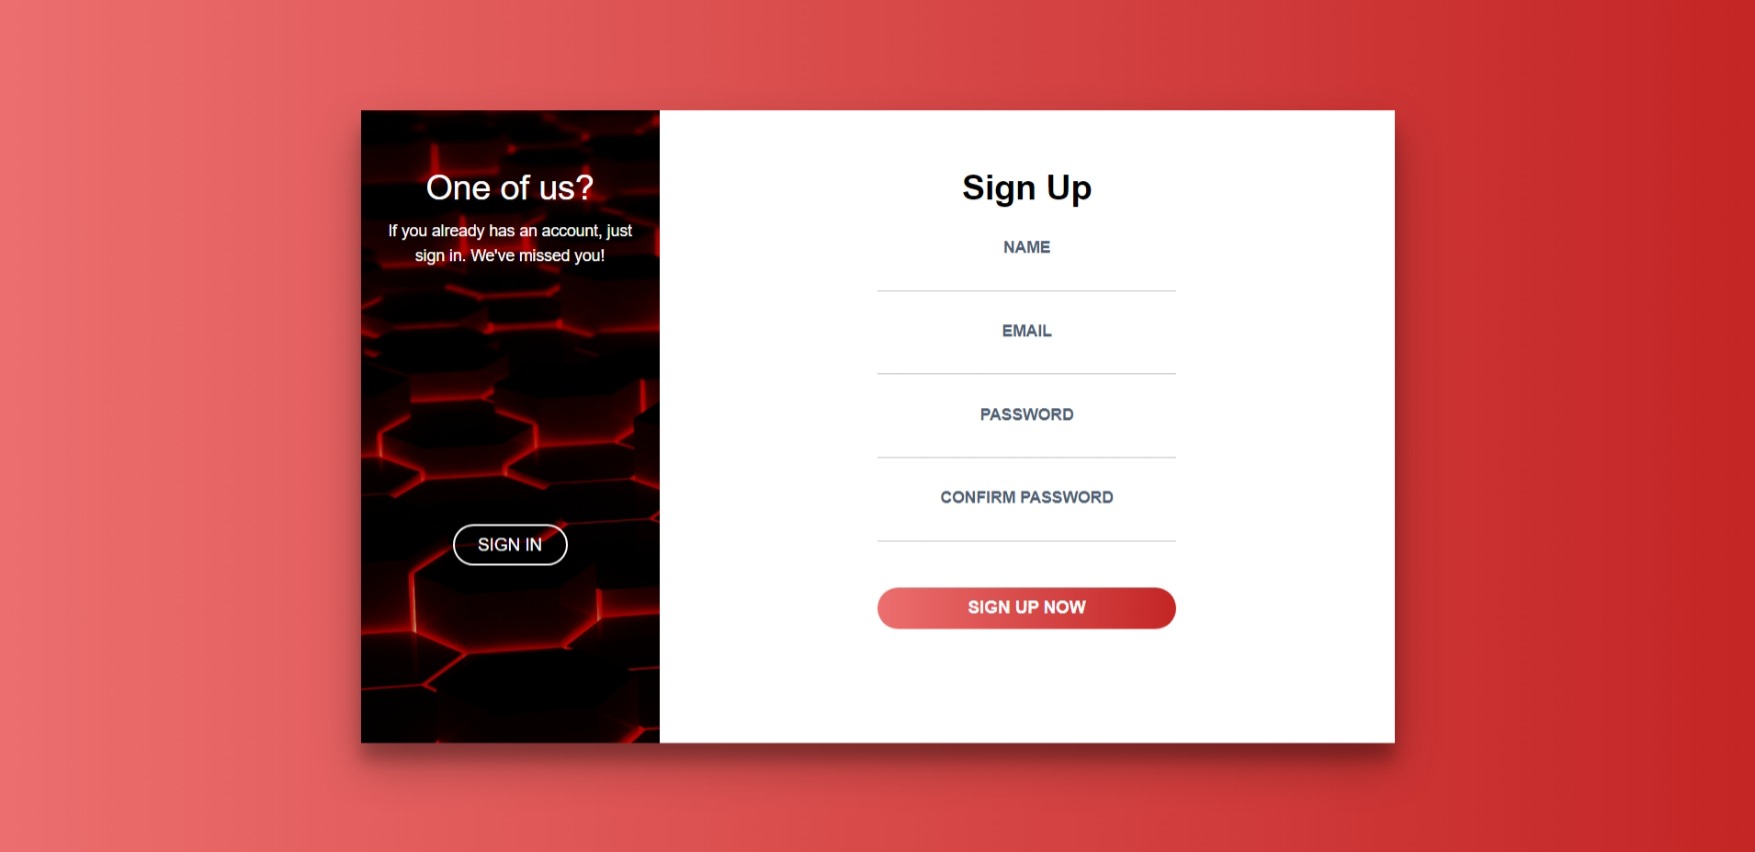 One of us?
If you already has an account, just
sign in. We've missed you!
SIGN IN
Sign Up
NAME
EMAIL
PASSWORD
CONFIRM PASSWORD
SIGN UP NOW